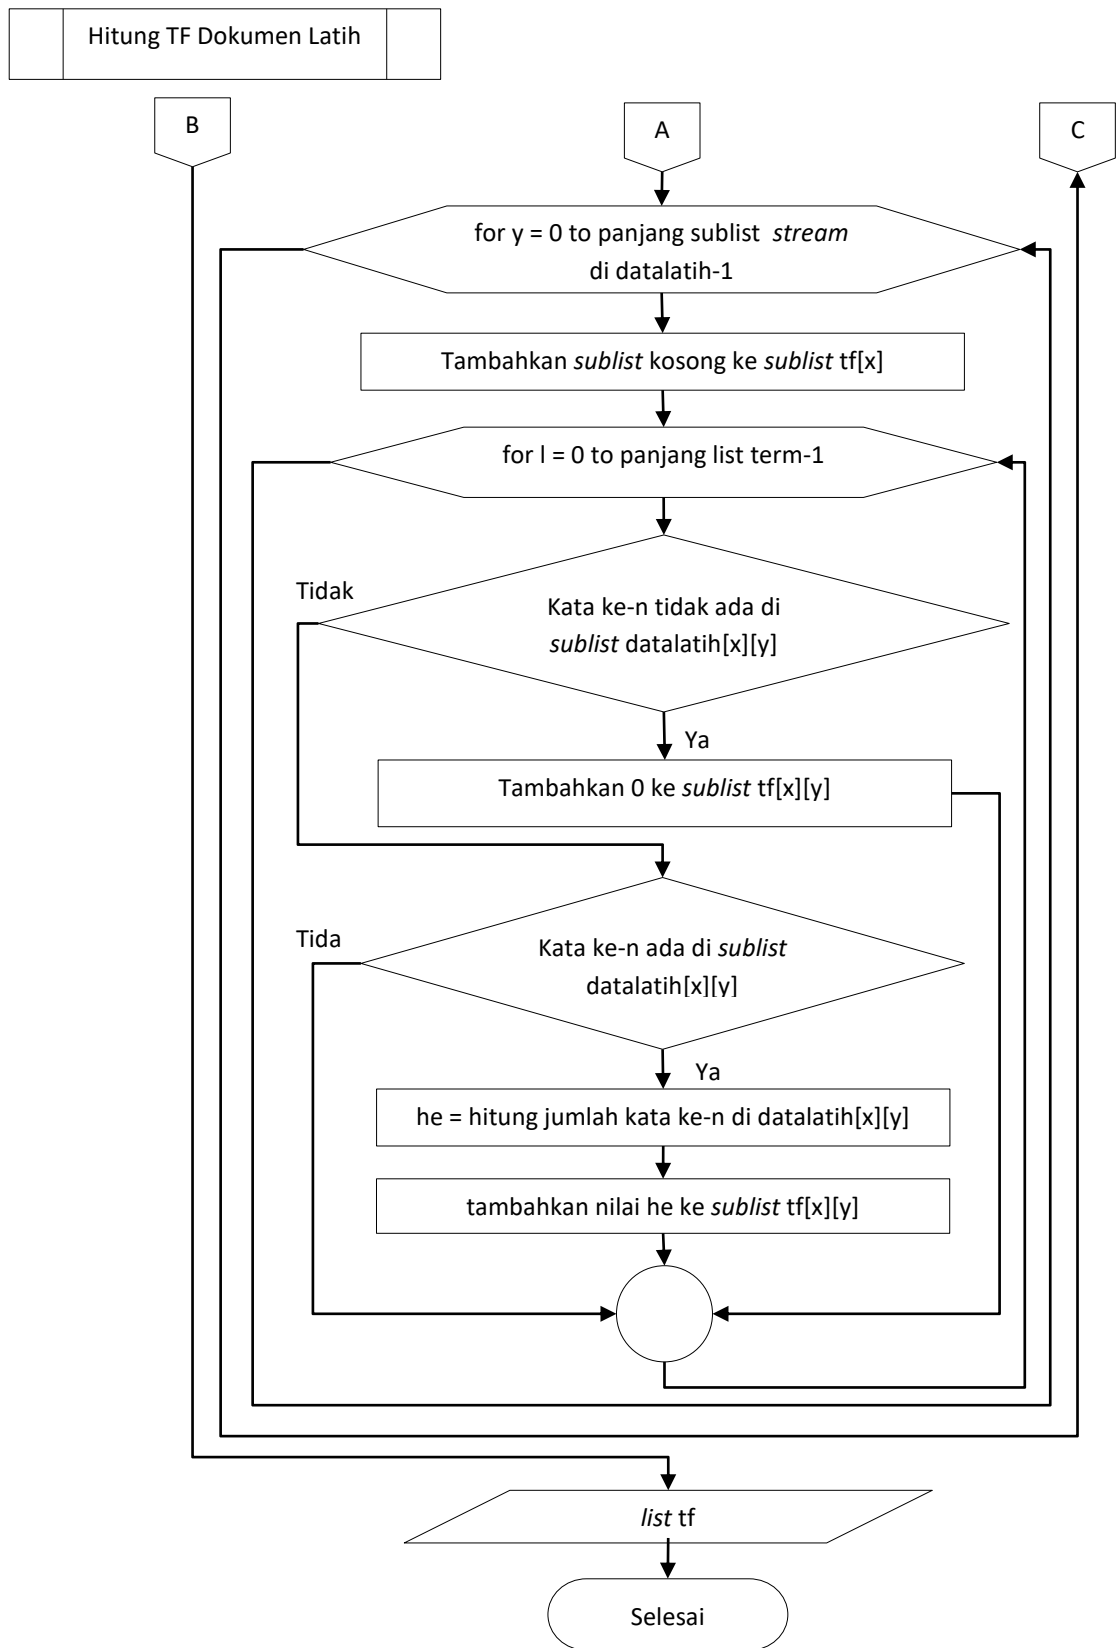 Hitung TF Dokumen Latih
B
A
C
for y = 0 to panjang sublist stream
di datalatih-1
Tambahkan sublist kosong ke sublist tf[x]
for l = 0 to panjang list term-1
Tidak
Kata ke-n tidak ada di
sublist datalatih[x][y]
Ya
Tambahkan 0 ke sublist tf[x][y]
Tida
Kata ke-n ada di sublist
datalatih[x][y]
Ya
he = hitung jumlah kata ke-n di datalatih[x][y]
tambahkan nilai he ke sublist tf[x][y]
list tf
Selesai